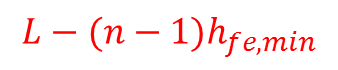 L − (n − 1)h_{fe,min}